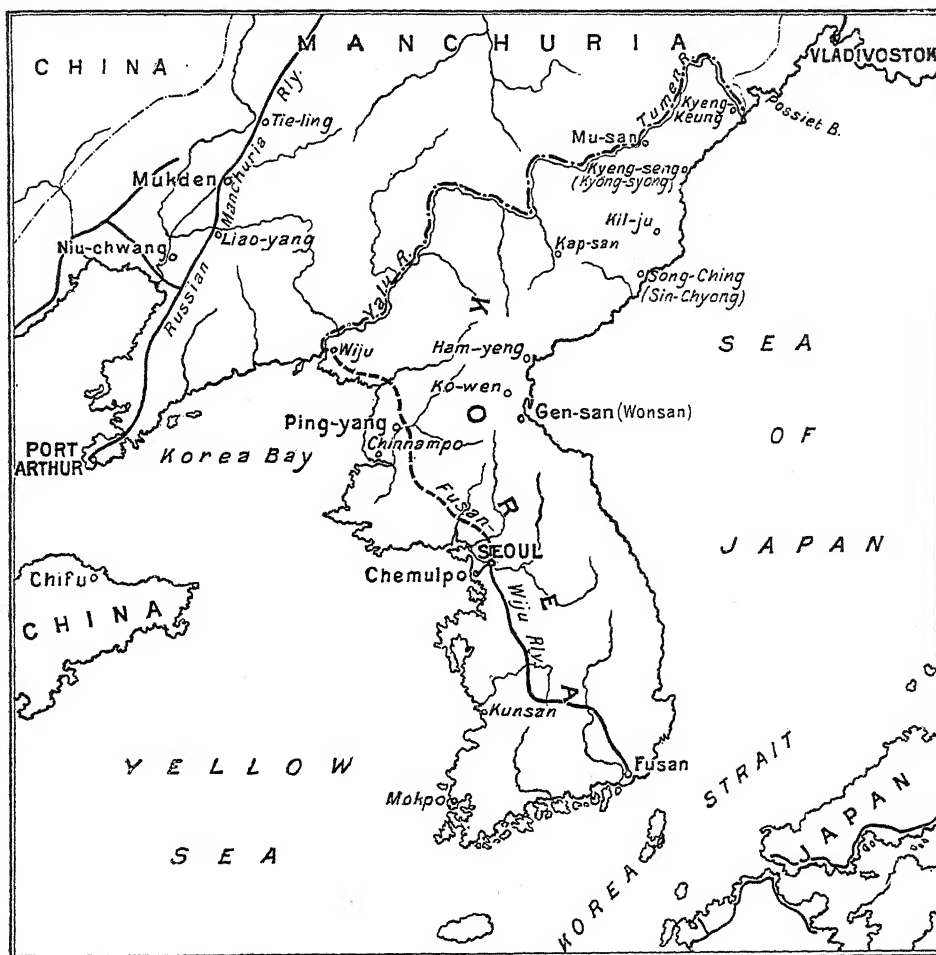 MANCHURIA
CHINA
VLADIVOSTOK
Rly.
Tie-ling
Tumen R.
Kyeng-
Keung
Possiet B.
Mu-san
Mukden
Manchuria
Kyeng-seng
(Kyöng-syong)
Kil-ju
Liao-yang
Niu-chwang
Kap-san
Yalu R.
Song-Ching
(Sin-Chyong)
Russian
KOREA
SEA
OF
JAPAN
Wiju
Ham-yeng
Ko-wen
Gen-san (Wonsan)
Ping-yang
Chinnampo
PORT
ARTHUR
Korea Bay
Fusan-
SEOUL
Chemulpo
Wiju Rly.
Chifu
CHINA
Kunsan
YELLOW
SEA
Fusan
Mokpo
KOREA STRAIT
JAPAN